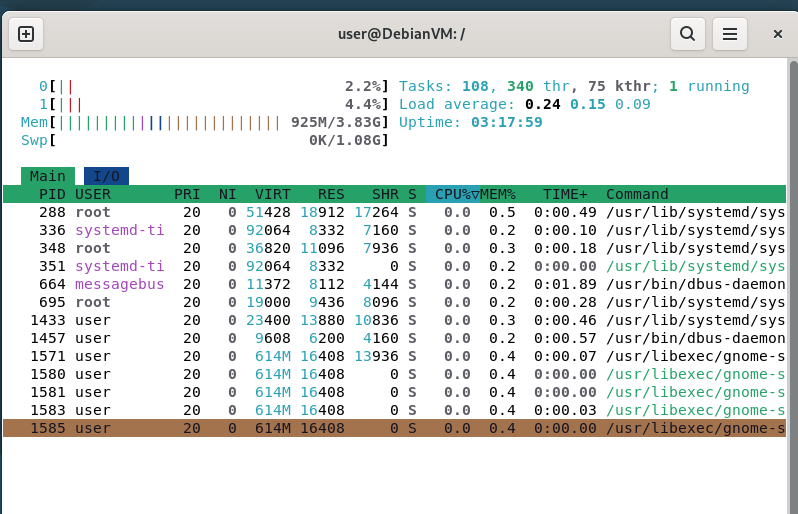 user@DebianVM: /
0[|| 2.2%] Tasks: 108, 340 thr, 75 kthr; 1 running
1[||| 4.4%] Load average: 0.24 0.15 0.09
Mem[||||||||||||||||||||||||| 925M/3.83G] Uptime: 03:17:59
Swp[ 0K/1.08G]
Main I/O
PID USER PRI NI VIRT RES SHR S CPU%▽MEM% TIME+ Command
288 root 20 0 51428 18912 17264 S 0.0 0.5 0:00.49 /usr/lib/systemd/sys
336 systemd-ti 20 0 92064 8332 7160 S 0.0 0.2 0:00.10 /usr/lib/systemd/sys
348 root 20 0 36820 11096 7936 S 0.0 0.3 0:00.18 /usr/lib/systemd/sys
351 systemd-ti 20 0 92064 8332 0 S 0.0 0.2 0:00.00 /usr/lib/systemd/sys
664 messagebus 20 0 11372 8112 4144 S 0.0 0.2 0:01.89 /usr/bin/dbus-daemon
695 root 20 0 19000 9436 8096 S 0.0 0.2 0:00.28 /usr/lib/systemd/sys
1433 user 20 0 23400 13880 10836 S 0.0 0.3 0:00.46 /usr/lib/systemd/sys
1457 user 20 0 9608 6200 4160 S 0.0 0.2 0:00.57 /usr/bin/dbus-daemon
1571 user 20 0 614M 16408 13936 S 0.0 0.4 0:00.07 /usr/libexec/gnome-s
1580 user 20 0 614M 16408 0 S 0.0 0.4 0:00.00 /usr/libexec/gnome-s
1581 user 20 0 614M 16408 0 S 0.0 0.4 0:00.00 /usr/libexec/gnome-s
1583 user 20 0 614M 16408 0 S 0.0 0.4 0:00.03 /usr/libexec/gnome-s
1585 user 20 0 614M 16408 0 S 0.0 0.4 0:00.00 /usr/libexec/gnome-s